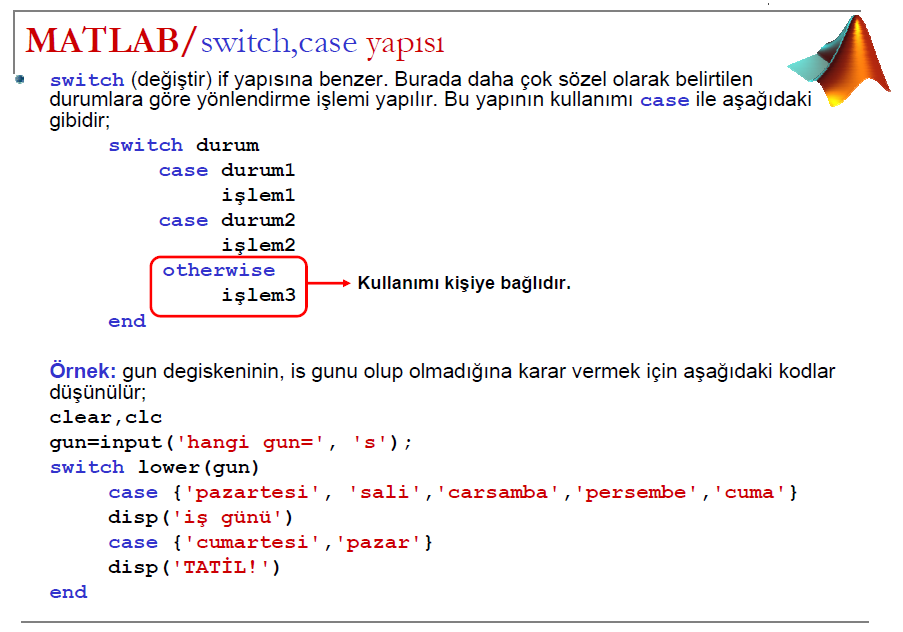 MATLAB/switch,case yapısı
switch (değiştir) if yapısına benzer. Burada daha çok sözel olarak belirtilen
durumlara göre yönlendirme işlemi yapılır. Bu yapının kullanımı case ile aşağıdaki
gibidir;
switch durum
case durum1
işlem1
case durum2
işlem2
otherwise
işlem3
Kullanımı kişiye bağlıdır.
end
Örnek: gun degiskeninin, is gunu olup olmadığına karar vermek için aşağıdaki kodlar
düşünülür;
clear,clc
gun=input('hangi gun=', 's');
switch lower(gun)
case {'pazartesi', 'sali','carsamba','persembe','cuma'}
disp('iş günü')
case {'cumartesi','pazar'}
disp('TATİL!')
end